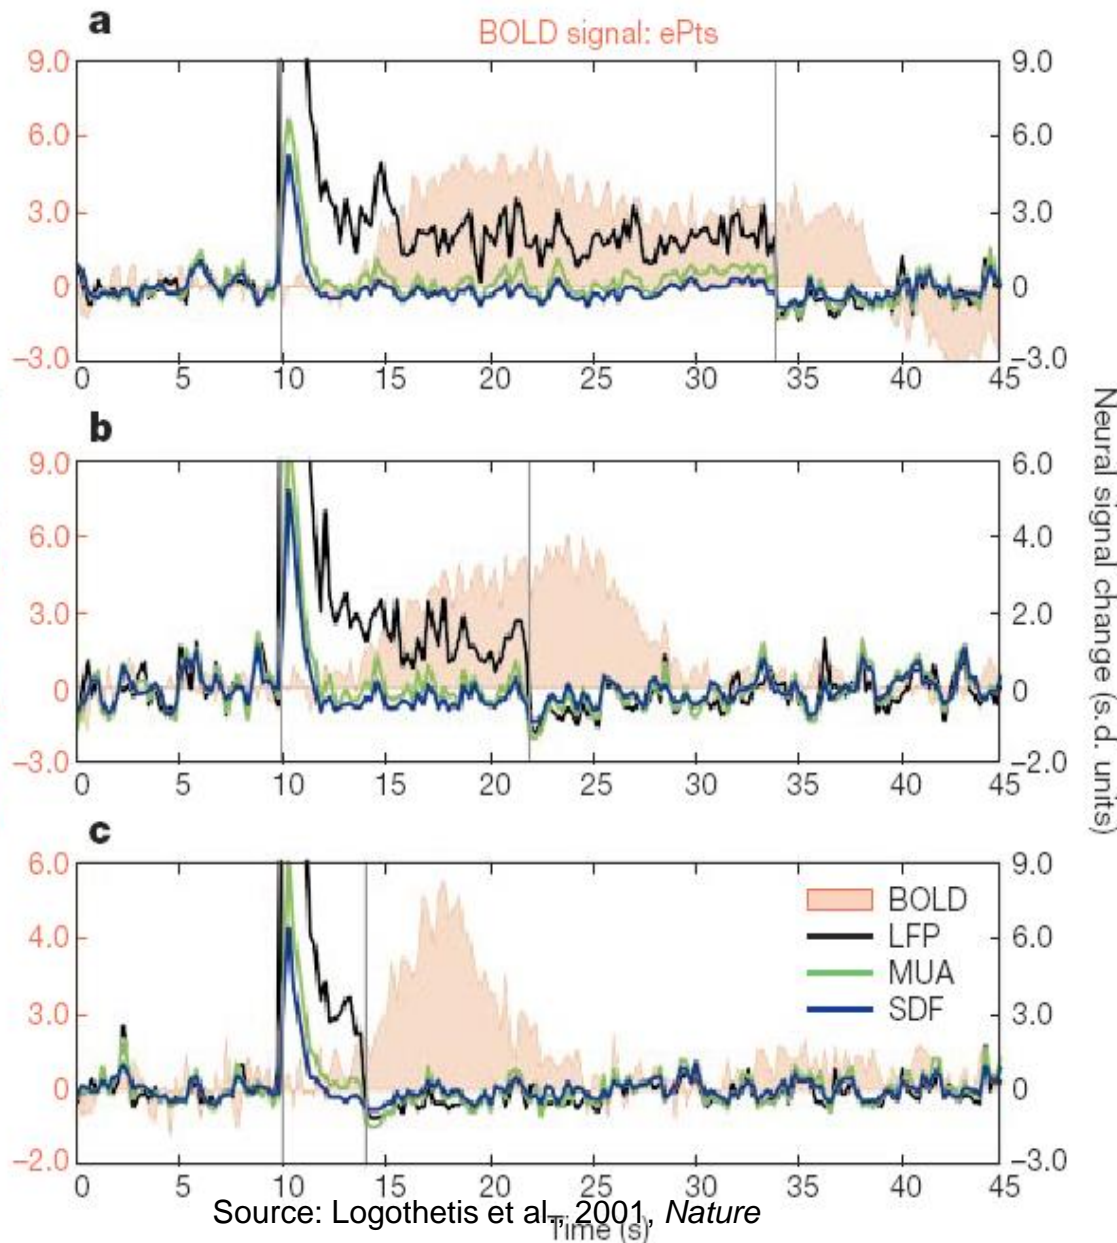 a
BOLD signal: ePts
9.0 9.0
6.0 6.0
3.0 3.0
0 0
–3.0 –3.0
0 5 10 15 20 25 30 35 40 45
b
9.0 6.0
6.0 4.0
3.0 2.0
0 0
–3.0 –2.0
0 5 10 15 20 25 30 35 40 45
Neural signal change (s.d. units)
c
6.0 9.0
4.0 6.0
3.0 3.0
0 0
–2.0 –3.0
BOLD
LFP
MUA
SDF
0 5 10 15 20 25 30 35 40 45
Source: Logothetis et al., 2001, Nature
Time (s)